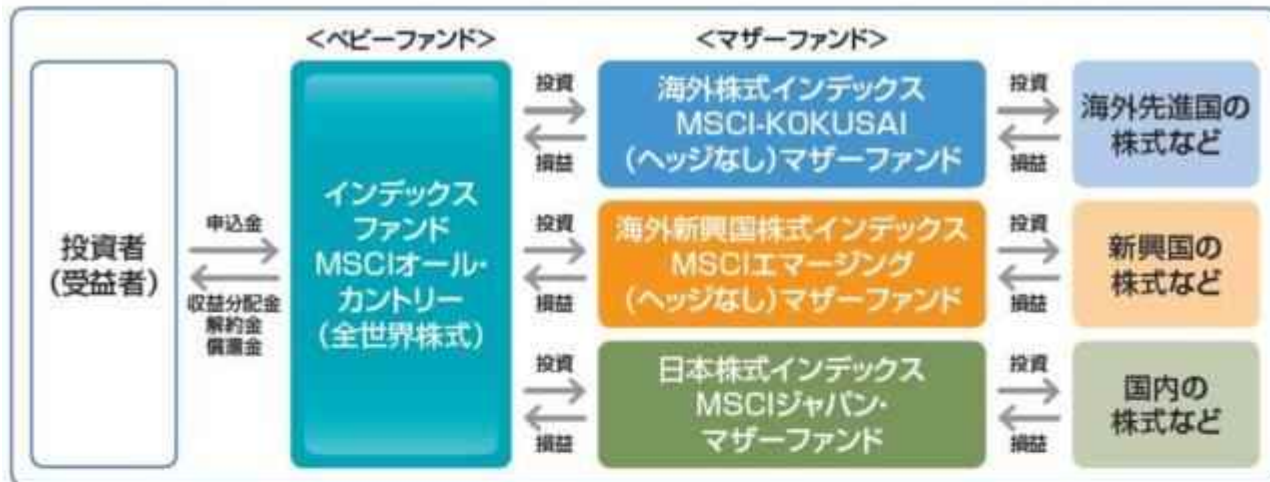 <ベビーファンド>
<マザーファンド>
投資者
(受益者)
申込金
収益分配金
解約金
償還金
インデックス
ファンド
MSCIオール・
カントリー
(全世界株式)
投資
損益
海外株式インデックス
MSCI-KOKUSAI
(ヘッジなし)マザーファンド
投資
損益
海外先進国の
株式など
投資
損益
海外新興国株式インデックス
MSCIエマージング
(ヘッジなし)マザーファンド
投資
損益
新興国の
株式など
投資
損益
日本株式インデックス
MSCIジャパン・
マザーファンド
投資
損益
国内の
株式など